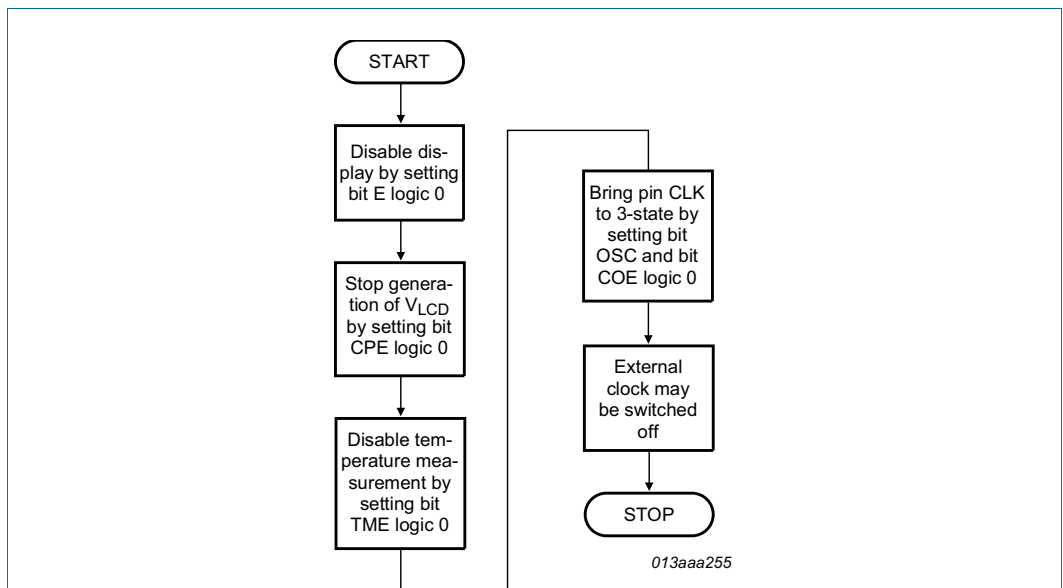 START
Disable dis-
play by setting
bit E logic 0
Stop genera-
tion of VLCD
by setting bit
CPE logic 0
Disable tem-
perature mea-
surement by
setting bit
TME logic 0
Bring pin CLK
to 3-state by
setting bit
OSC and bit
COE logic 0
External
clock may
be switched
off
STOP
013aaa255